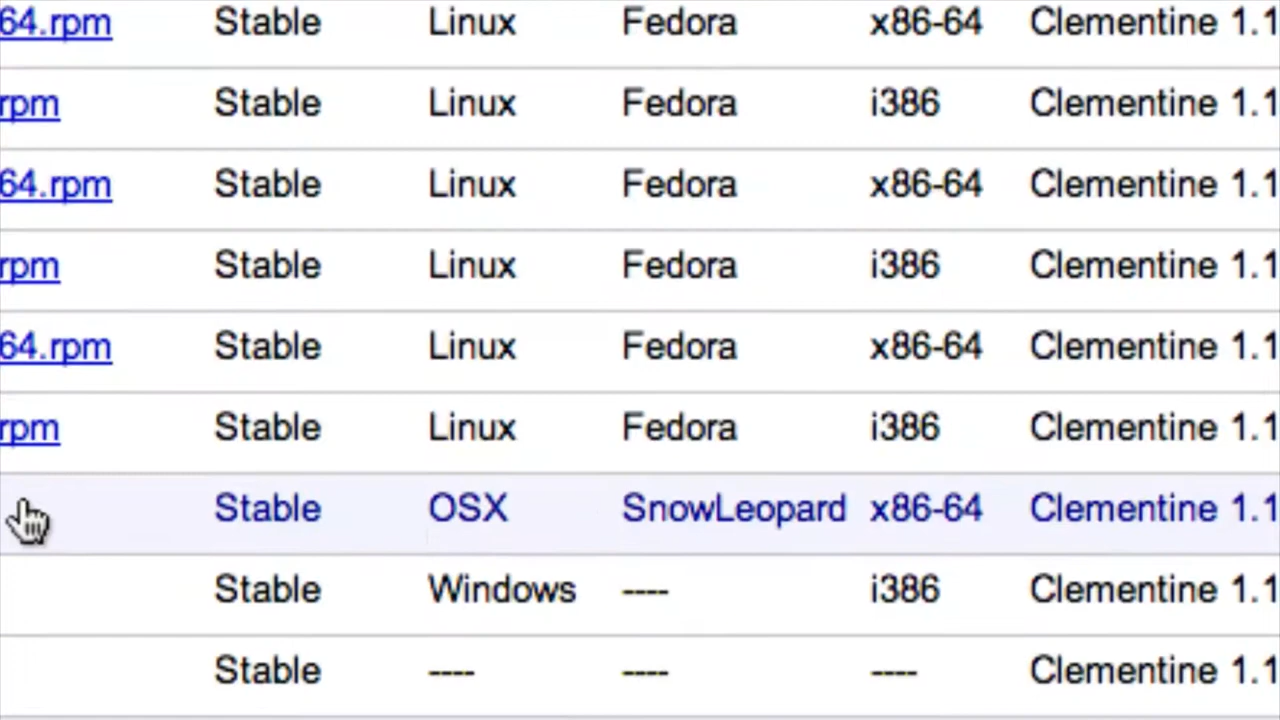 64.rpm Stable Linux Fedora x86-64 Clementine 1.1
rpm Stable Linux Fedora i386 Clementine 1.1
64.rpm Stable Linux Fedora x86-64 Clementine 1.1
rpm Stable Linux Fedora i386 Clementine 1.1
64.rpm Stable Linux Fedora x86-64 Clementine 1.1
rpm Stable Linux Fedora i386 Clementine 1.1
Stable OSX SnowLeopard x86-64 Clementine 1.1
Stable Windows ---- i386 Clementine 1.1
Stable ---- ---- ---- Clementine 1.1